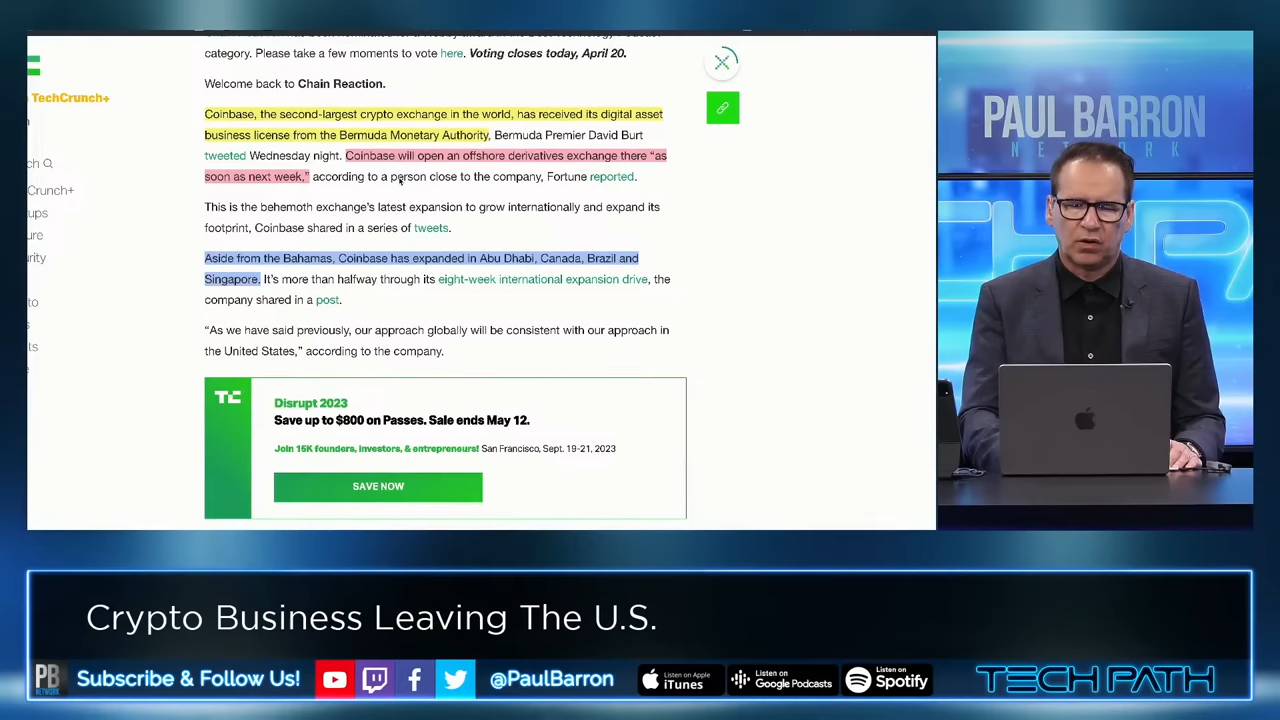 category. Please take a few moments to vote here. Voting closes today, April 20.
Welcome back to Chain Reaction.
TechCrunch+
Coinbase, the second-largest crypto exchange in the world, has received its digital asset
business license from the Bermuda Monetary Authority, Bermuda Premier David Burt
tweeted Wednesday night. Coinbase will open an offshore derivatives exchange there “as
soon as next week,” according to a person close to the company, Fortune reported.
This is the behemoth exchange’s latest expansion to grow internationally and expand its
footprint, Coinbase shared in a series of tweets.
Aside from the Bahamas, Coinbase has expanded in Abu Dhabi, Canada, Brazil and
Singapore. It’s more than halfway through its eight-week international expansion drive, the
company shared in a post.
“As we have said previously, our approach globally will be consistent with our approach in
the United States,” according to the company.
ch
Crunch+
ups
ure
urity
to
s
ts
e
TC
Disrupt 2023
Save up to $800 on Passes. Sale ends May 12.
Join 15K founders, investors, & entrepreneurs! San Francisco, Sept. 19-21, 2023
SAVE NOW
PAUL BARRON
NETWORK
Crypto Business Leaving The U.S.
PB
NETWORK
Subscribe & Follow Us!
@PaulBarron
Listen on Apple
iTunes
Listen on
Google Podcasts
Listen on
Spotify
TECH PATH